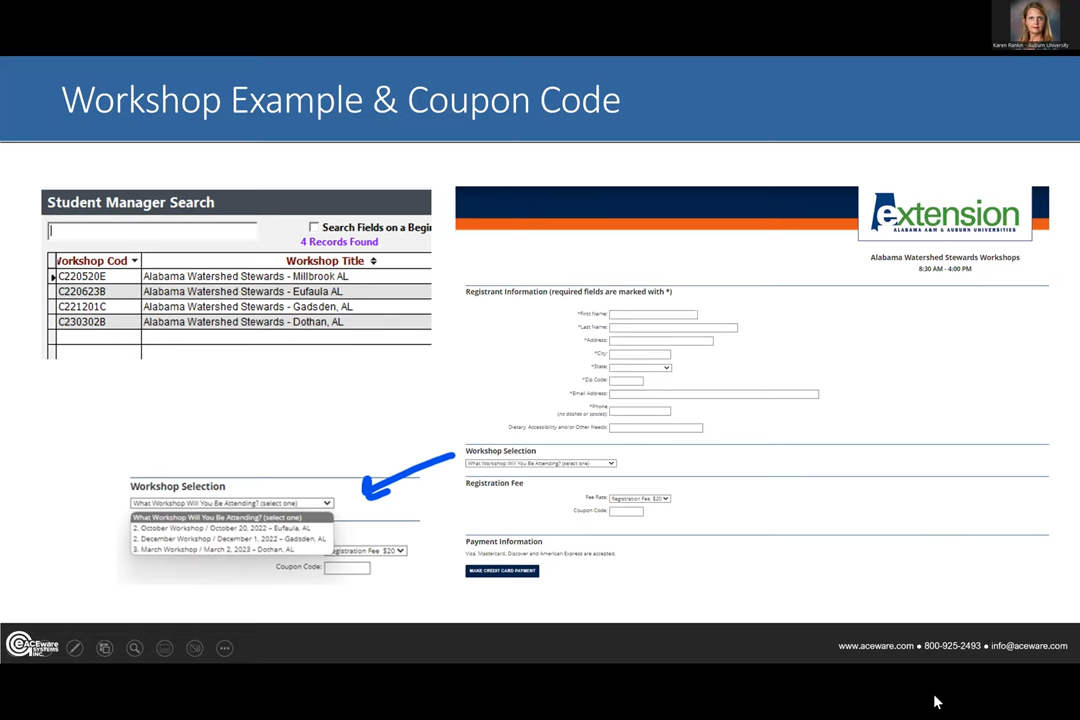 Karen Rankin - Auburn University
Workshop Example & Coupon Code
Student Manager Search
Search Fields on a Begi
4 Records Found
Workshop Cod
Workshop Title
C220520E Alabama Watershed Stewards - Millbrook AL
C220623B Alabama Watershed Stewards - Eufaula AL
C221201C Alabama Watershed Stewards - Gadsden, AL
C230302B Alabama Watershed Stewards - Dothan, AL
extension
ALABAMA A&M & AUBURN UNIVERSITIES
Alabama Watershed Stewards Workshops
8:30 AM - 4:00 PM
Registrant Information (required fields are marked with *)
*First Name:
*Last Name:
*Address:
*City:
*State:
*Zip Code:
*Email Address:
*Phone
(no dashes or spaces):
Dietary, Accessibility and/or Other Needs:
Workshop Selection
What Workshop Will You Be Attending? (select one)
Registration Fee
Fee Rate: Registration Fee $20
Coupon Code:
Payment Information
Visa, Mastercard, Discover and American Express are accepted.
MAKE CREDIT CARD PAYMENT
Workshop Selection
What Workshop Will You Be Attending? (select one)
What Workshop Will You Be Attending? (select one)
2. October Workshop / October 20, 2022 – Eufaula, AL
2. December Workshop / December 1, 2022 – Gadsden, AL
3. March Workshop / March 2, 2023 – Dothan, AL
egistration Fee $20
Coupon Code:
ACEware
SYSTEMS
INC.
www.aceware.com ● 800-925-2493 ● info@aceware.com